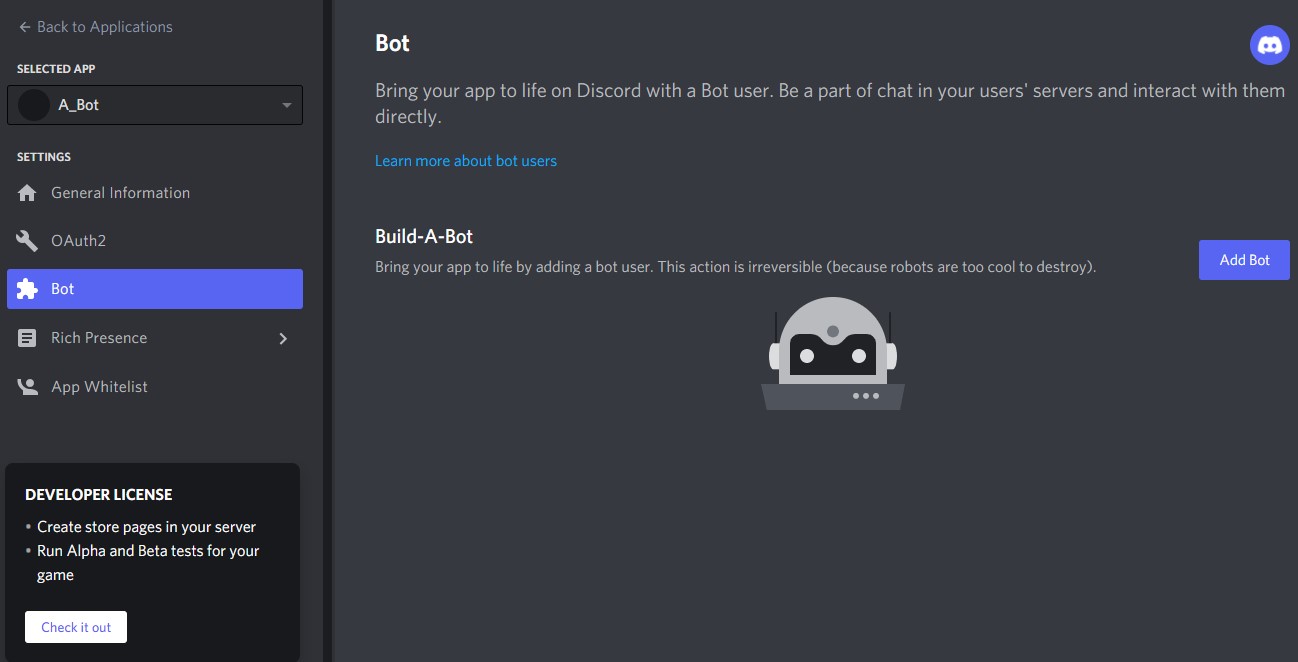 Back to Applications
SELECTED APP
A_Bot
SETTINGS
General Information
OAuth2
Bot
Rich Presence
App Whitelist
DEVELOPER LICENSE
• Create store pages in your server
• Run Alpha and Beta tests for your
game
Check it out
Bot
Bring your app to life on Discord with a Bot user. Be a part of chat in your users' servers and interact with them
directly.
Learn more about bot users
Build-A-Bot
Bring your app to life by adding a bot user. This action is irreversible (because robots are too cool to destroy).
Add Bot